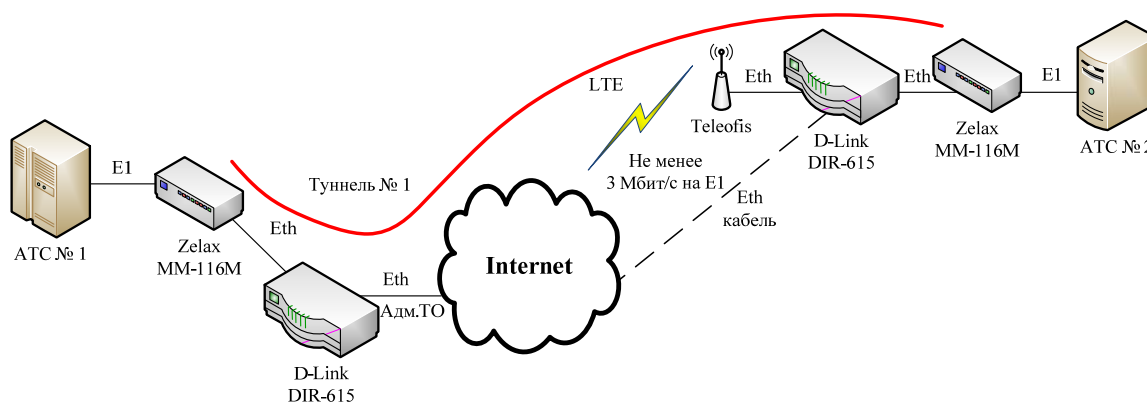 АТС № 1
E1
Zelax
MM-116M
Eth
D-Link
DIR-615
Eth
Адм.ТО
Туннель № 1
Internet
LTE
Не менее
3 Мбит/с на E1
Eth
кабель
Teleofis
Eth
D-Link
DIR-615
Eth
Zelax
MM-116M
E1
АТС № 2